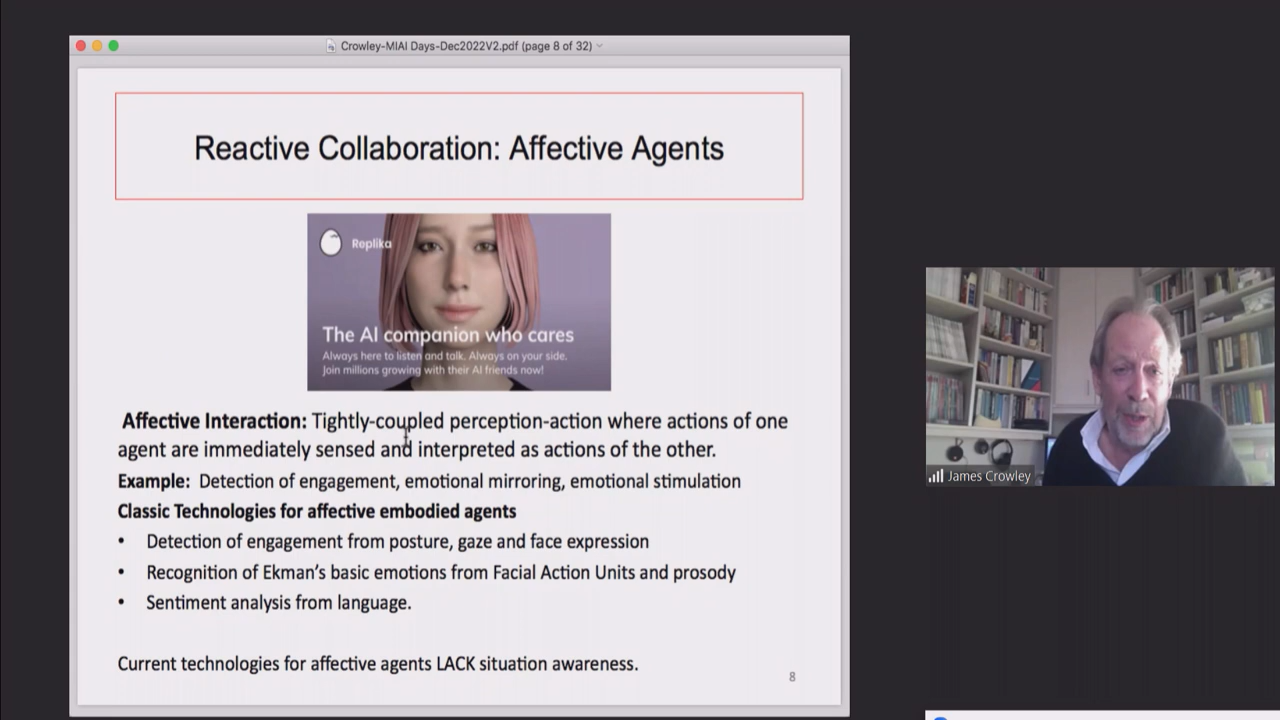 Crowley-MIAI Days-Dec2022V2.pdf (page 8 of 32)
Reactive Collaboration: Affective Agents
Replika
The AI companion who cares
Always here to listen and talk. Always on your side.
Join millions growing with their AI friends now!
Affective Interaction: Tightly-coupled perception-action where actions of one
agent are immediately sensed and interpreted as actions of the other.
Example: Detection of engagement, emotional mirroring, emotional stimulation
Classic Technologies for affective embodied agents
• Detection of engagement from posture, gaze and face expression
• Recognition of Ekman's basic emotions from Facial Action Units and prosody
• Sentiment analysis from language.
Current technologies for affective agents LACK situation awareness.
8
James Crowley